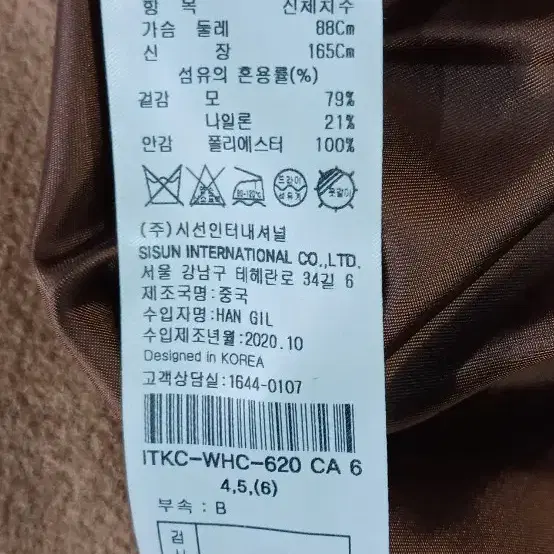 항 목 신체치수
가슴 둘레 88Cm
신 장 165Cm
섬유의 혼용률(%)
겉감 모 79%
나일론 21%
안감 폴리에스터 100%
드라이
(주)시선인터내셔널
SISUN INTERNATIONAL CO.,LTD.
서울 강남구 테헤란로 34길 6
제조국명:중국
수입자명:HAN GIL
수입제조년월:2020.10
Designed in KOREA
고객상담실:1644-0107
ITKC-WHC-620 CA 6
4,5,(6)
부속 : B
검